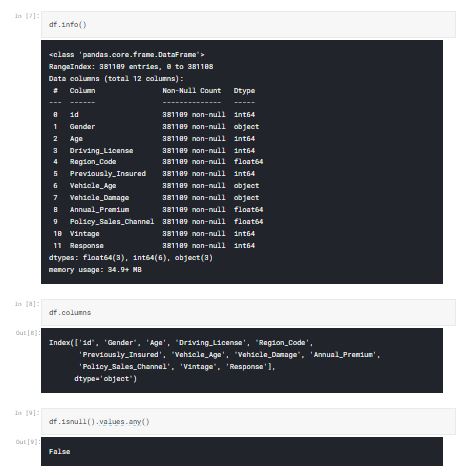 In [7]:
df.info()
<class 'pandas.core.frame.DataFrame'>
RangeIndex: 381109 entries, 0 to 381108
Data columns (total 12 columns):
#   Column                Non-Null Count   Dtype
---  ------                --------------   -----
0   id                    381109 non-null  int64
1   Gender                381109 non-null  object
2   Age                   381109 non-null  int64
3   Driving_License       381109 non-null  int64
4   Region_Code           381109 non-null  float64
5   Previously_Insured    381109 non-null  int64
6   Vehicle_Age           381109 non-null  object
7   Vehicle_Damage        381109 non-null  object
8   Annual_Premium        381109 non-null  float64
9   Policy_Sales_Channel  381109 non-null  float64
10  Vintage               381109 non-null  int64
11  Response              381109 non-null  int64
dtypes: float64(3), int64(6), object(3)
memory usage: 34.9+ MB
In [8]:
df.columns
Out[8]:
Index(['id', 'Gender', 'Age', 'Driving_License', 'Region_Code',
'Previously_Insured', 'Vehicle_Age', 'Vehicle_Damage', 'Annual_Premium',
'Policy_Sales_Channel', 'Vintage', 'Response'],
dtype='object')
In [9]:
df.isnull().values.any()
Out[9]:
False